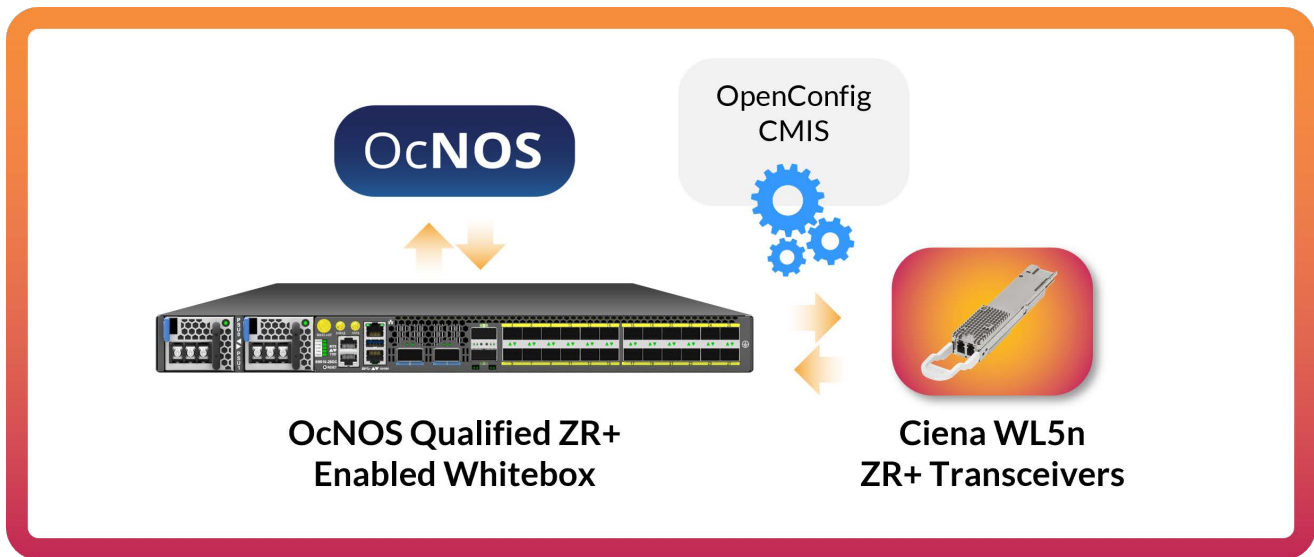 OcNOS
OpenConfig
CMIS
OcNOS Qualified ZR+
Enabled Whitebox
Ciena WL5n
ZR+ Transceivers